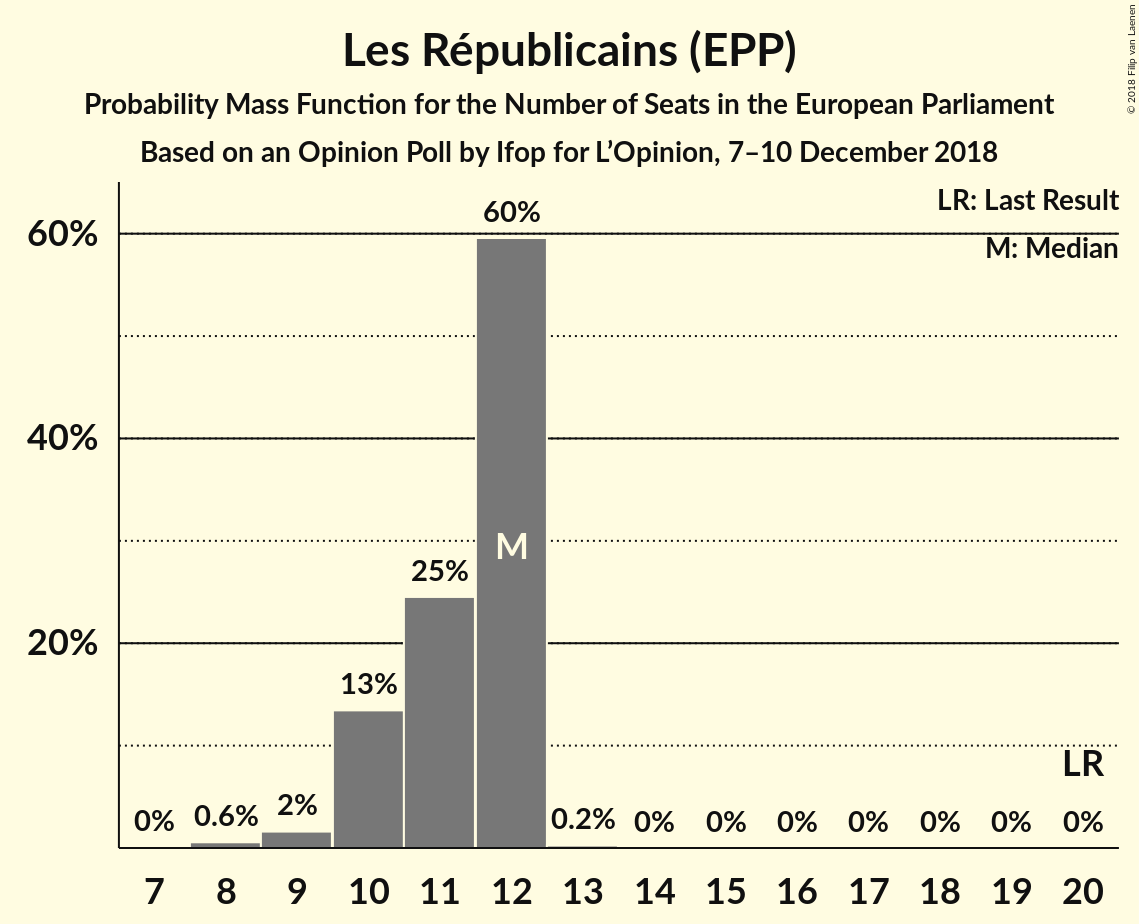 Les Républicains (EPP)
Probability Mass Function for the Number of Seats in the European Parliament
Based on an Opinion Poll by Ifop for L’Opinion, 7–10 December 2018
© 2018 Filip van Laenen
LR: Last Result
M: Median
60%
40%
20%
0% 0.6% 2% 13% 25% 60% 0.2% 0% 0% 0% 0% 0% 0% 0%
M
LR
7 8 9 10 11 12 13 14 15 16 17 18 19 20